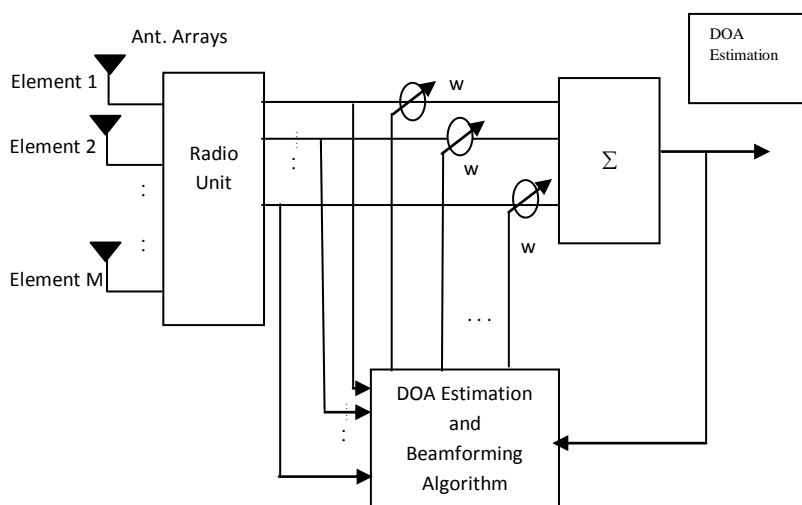 Ant. Arrays
DOA
Estimation
Element 1
w
Element 2
Radio
Unit
Σ
w
w
Element M
. . .
DOA Estimation
and
Beamforming
Algorithm